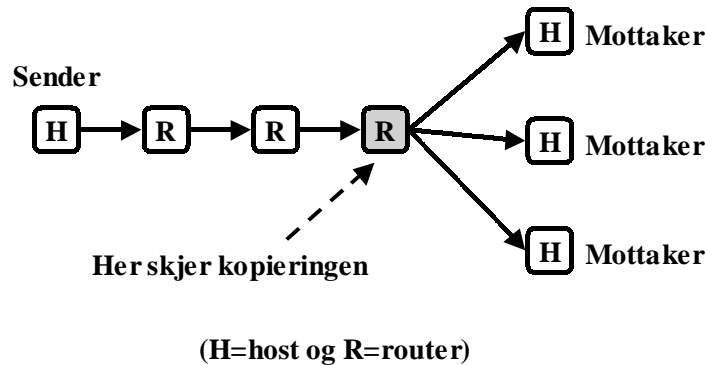 H Mottaker
Sender
H R R R
H Mottaker
Her skjer kopieringen
H Mottaker
(H=host og R=router)